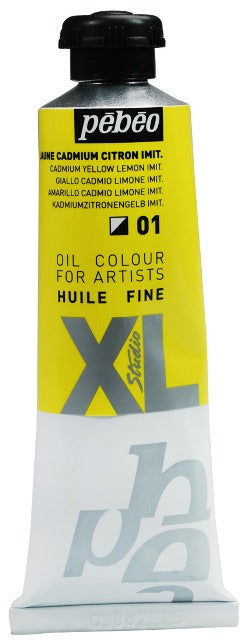 pébéo
JAUNE CADMIUM CITRON IMIT.
CADMIUM YELLOW LEMON IMIT.
GIALLO CADMIO LIMONE IMIT.
AMARILLO CADMIO LIMONE IMIT.
KADMIUMZITRONENGELB IMIT.
01
OIL COLOUR
FOR ARTISTS
HUILE FINE
XL
Studio